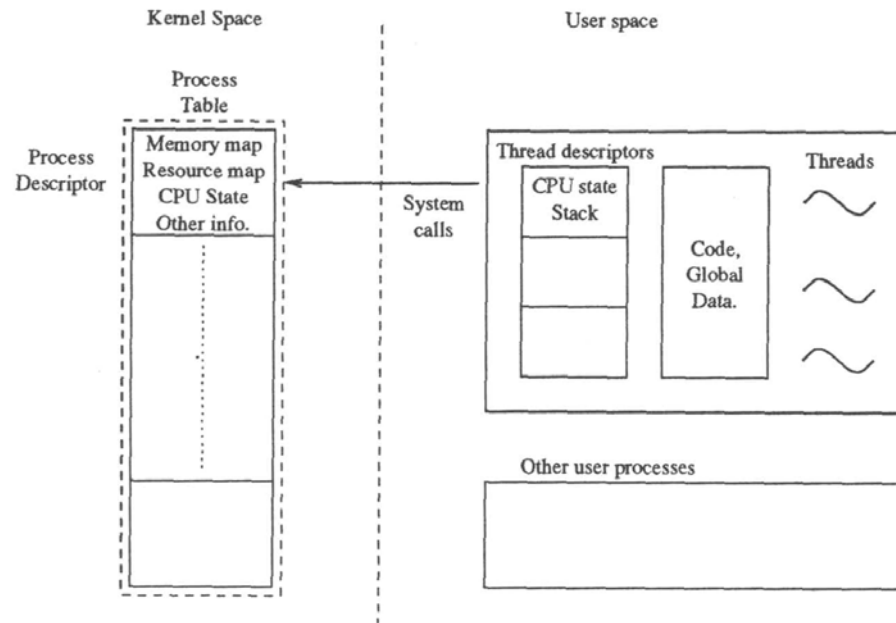 Kernel Space
User space
Process
Table
Process
Descriptor
Memory map
Resource map
CPU State
Other info.
System
calls
Thread descriptors
CPU state
Stack
Code,
Global
Data.
Threads
Other user processes